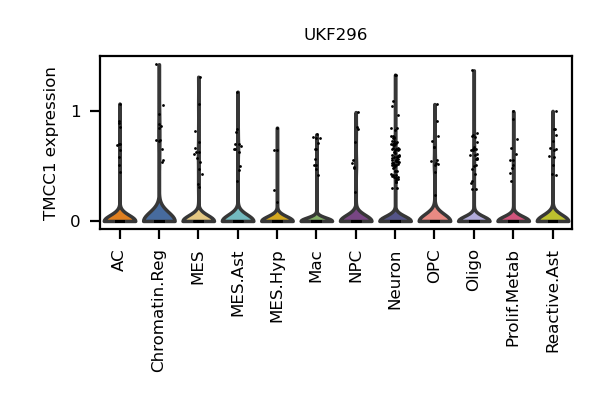 UKF296
TMCC1 expression
1
0
AC
Chromatin.Reg
MES
MES.Ast
MES.Hyp
Mac
NPC
Neuron
OPC
Oligo
Prolif.Metab
Reactive.Ast